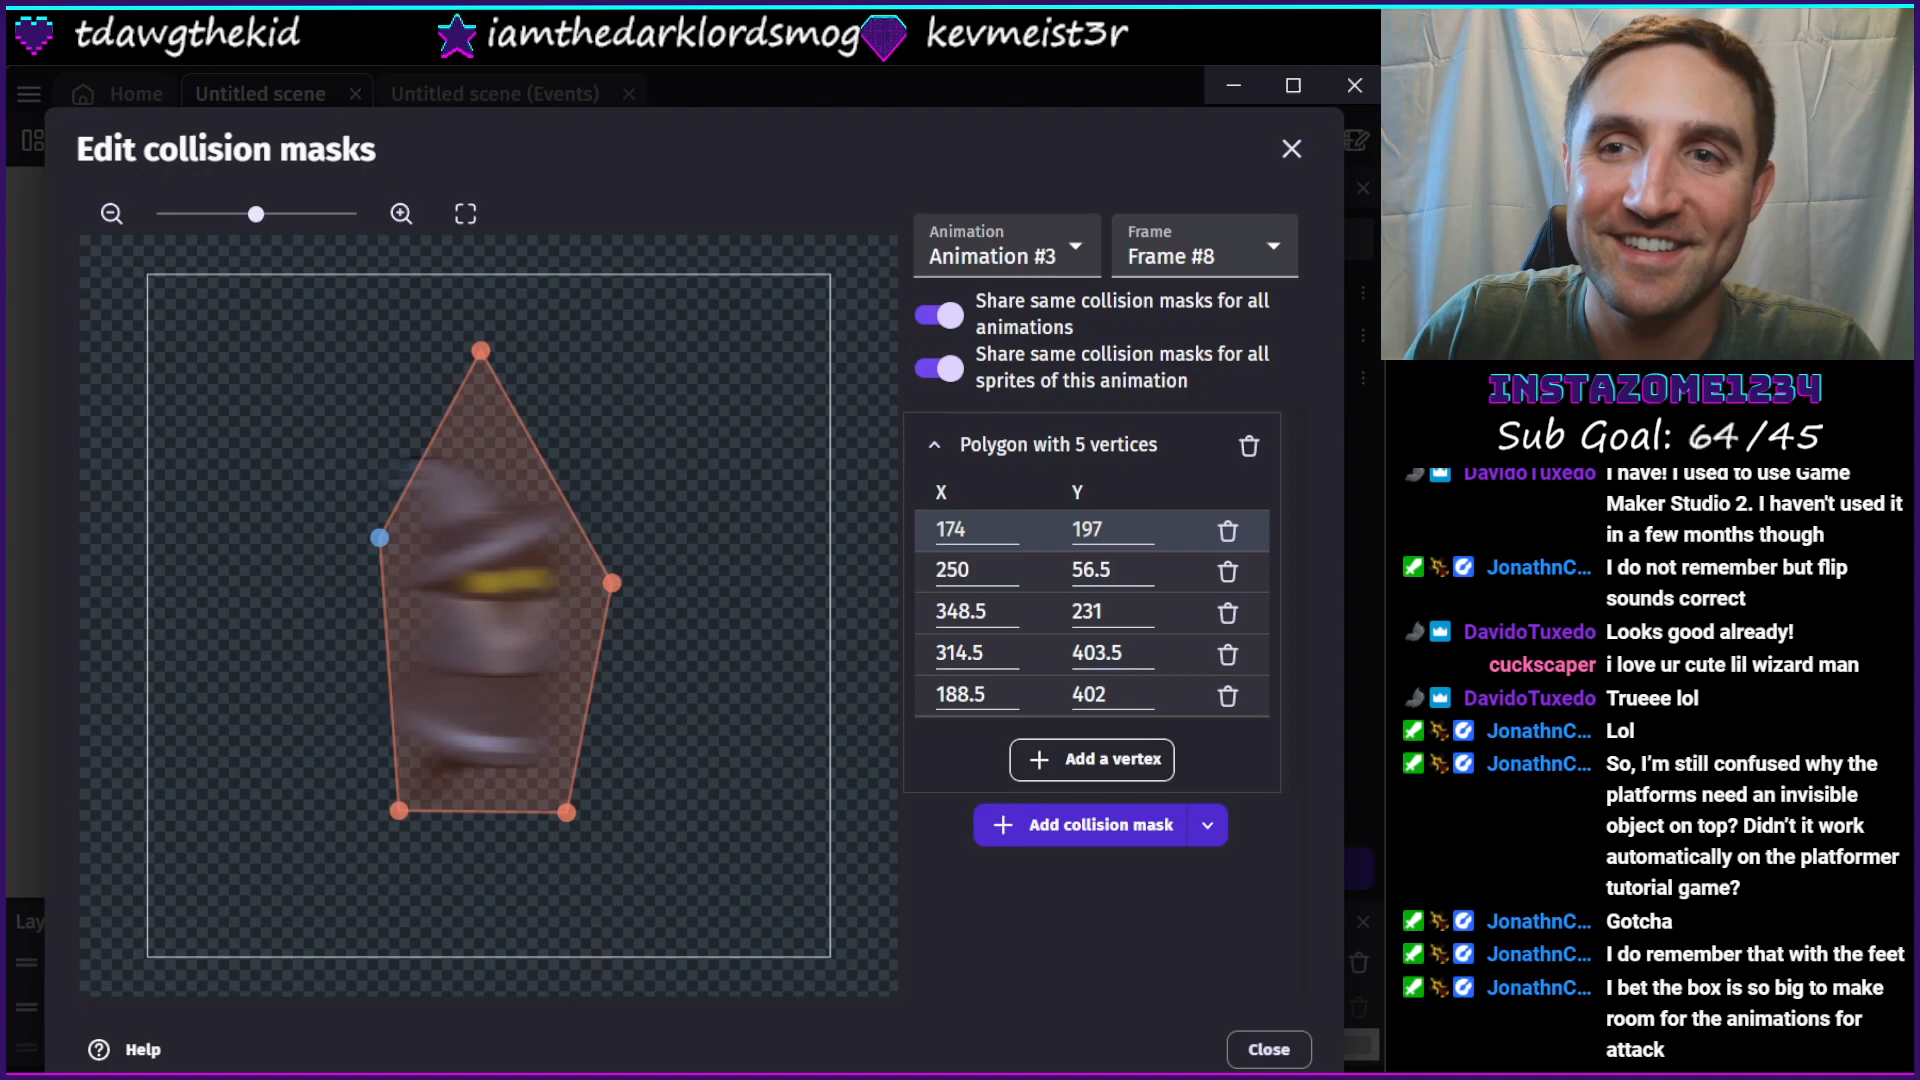 tdawgthekid
iamthedarklordsmog
kevmeist3r
Home
Untitled scene
Untitled scene (Events)
Edit collision masks
Animation
Animation #3
Frame
Frame #8
Share same collision masks for all
animations
Share same collision masks for all
sprites of this animation
Polygon with 5 vertices
X Y
174 197
250 56.5
348.5 231
314.5 403.5
188.5 402
Add a vertex
Add collision mask
Lay
Help
Close
INSTAZOME1234
Sub Goal: 64/45
DavidoTuxedo I have! I used to use Game
Maker Studio 2. I haven't used it
in a few months though
JonathnC... I do not remember but flip
sounds correct
DavidoTuxedo Looks good already!
cuckscaper i love ur cute lil wizard man
DavidoTuxedo Trueee lol
JonathnC... Lol
JonathnC... So, I'm still confused why the
platforms need an invisible
object on top? Didn't it work
automatically on the platformer
tutorial game?
JonathnC... Gotcha
JonathnC... I do remember that with the feet
JonathnC... I bet the box is so big to make
room for the animations for
attack